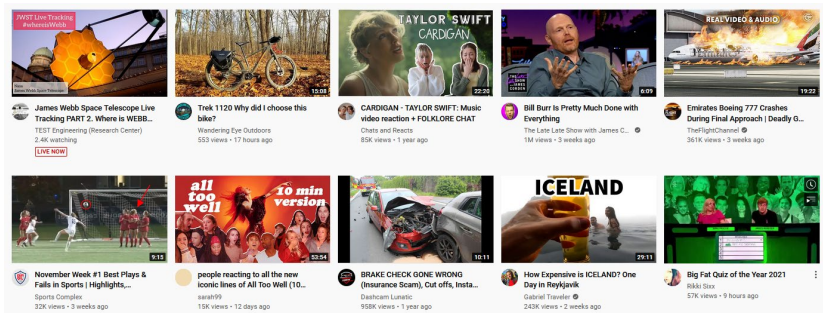 JWST Live Tracking
#whereisWebb
REAL VIDEO & AUDIO
TAYLOR SWIFT
CARDIGAN
15:08
22:20
6:09
19:22
James Webb Space Telescope Live
Tracking PART 2. Where is WEBB...
TEST Engineering (Research Center)
2.4K watching
LIVE NOW
Trek 1120 Why did I choose this
bike?
Wandering Eye Outdoors
553 views • 17 hours ago
CARDIGAN - TAYLOR SWIFT: Music
video reaction + FOLKLORE CHAT
Chats and Reacts
85K views • 1 year ago
Bill Burr Is Pretty Much Done with
Everything
The Late Late Show with James C...
1M views • 3 weeks ago
Emirates Boeing 777 Crashes
During Final Approach | Deadly G...
TheFlightChannel
361K views • 3 weeks ago
all
too
well
10 min
version
ICELAND
9:15
53:54
10:11
29:11
November Week #1 Best Plays &
Fails in Sports | Highlights,...
Sports Complex
32K views • 3 weeks ago
people reacting to all the new
iconic lines of All Too Well (10...
sarah99
15K views • 12 days ago
BRAKE CHECK GONE WRONG
(Insurance Scam), Cut offs, Insta...
Dashcam Lunatic
958K views • 1 year ago
How Expensive is ICELAND? One
Day in Reykjavik
Gabriel Traveler
243K views • 2 weeks ago
Big Fat Quiz of the Year 2021
Rikki Sixx
57K views • 9 hours ago